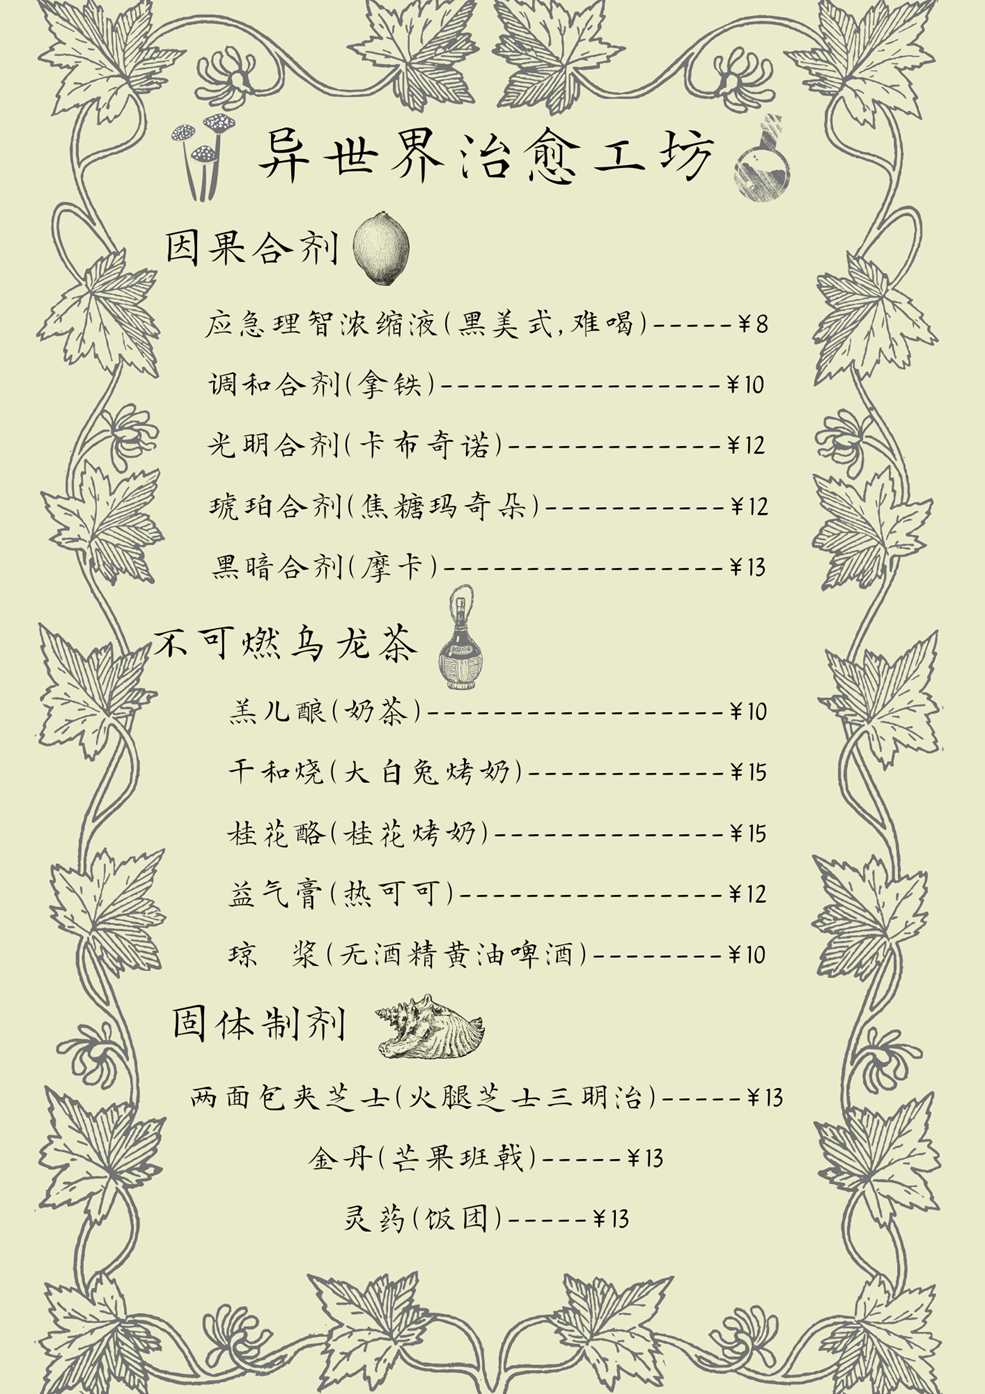 异世界治愈工坊
因果合剂
应急理智浓缩液(黑美式,难喝)-----¥8
调和合剂(拿铁)-----------------¥10
光明合剂(卡布奇诺)-------------¥12
琥珀合剂(焦糖玛奇朵)-----------¥12
黑暗合剂(摩卡)-----------------¥13
不可燃乌龙茶
羔儿酿(奶茶)------------------¥10
干和烧(大白兔烤奶)------------¥15
桂花酪(桂花烤奶)--------------¥15
益气膏(热可可)----------------¥12
琼 浆(无酒精黄油啤酒)--------¥10
固体制剂
两面包夹芝士(火腿芝士三明治)-----¥13
金丹(芒果班戟)-----¥13
灵药(饭团)-----¥13